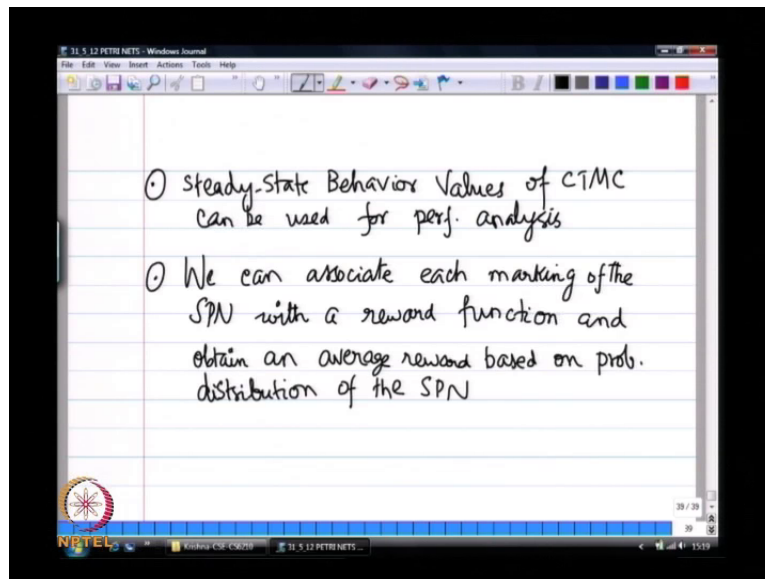 31_5_12 PETRI NETS - Windows Journal
File Edit View Insert Actions Tools Help
B I
⊙ Steady-State Behavior Values of CTMC
can be used for perf. analysis
⊙ We can associate each marking of the
SPN with a reward function and
obtain an average reward based on prob.
distribution of the SPN
39 / 39
39
NPTEL
Krishna-CSE-CS6210 31_5_12 PETRI NETS ...
15:19